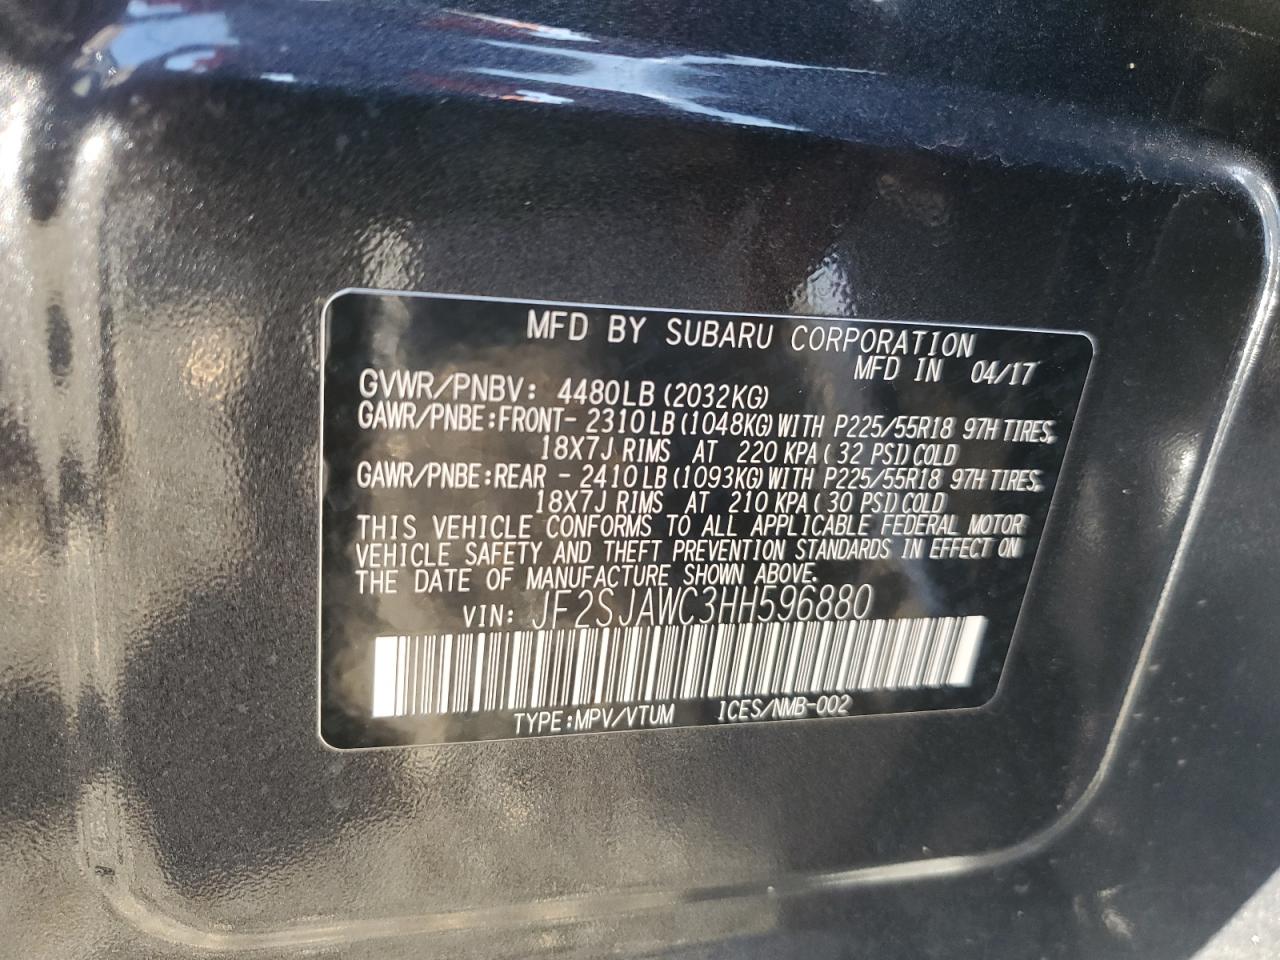 MFD BY SUBARU CORPORATION
MFD IN 04/17
GVWR/PNBV: 4480LB (2032KG)
GAWR/PNBE:FRONT- 2310LB (1048KG) WITH P225/55R18 97H TIRES,
18X7J RIMS AT 220 KPA ( 32 PSI) COLD
GAWR/PNBE:REAR - 2410LB (1093KG) WITH P225/55R18 97H TIRES,
18X7J RIMS AT 210 KPA ( 30 PSI) COLD
THIS VEHICLE CONFORMS TO ALL APPLICABLE FEDERAL MOTOR
VEHICLE SAFETY AND THEFT PREVENTION STANDARDS IN EFFECT ON
THE DATE OF MANUFACTURE SHOWN ABOVE.
VIN: JF2SJAWC3HH596880
TYPE:MPV/VTUM ICES/NMB-002